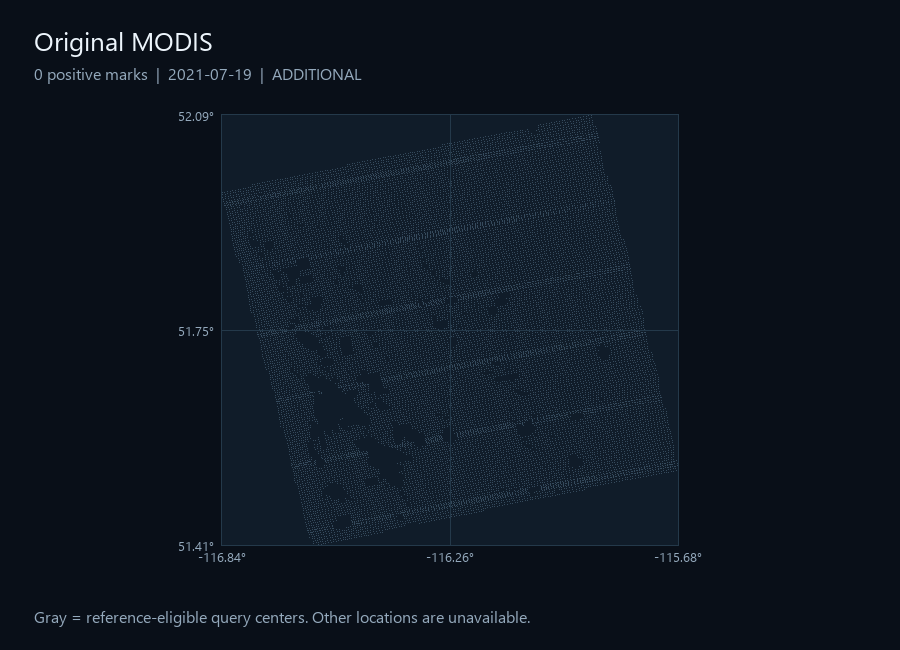 Original MODIS
0 positive marks | 2021-07-19 | ADDITIONAL
52.09°
51.75°
51.41°
-116.84° -116.26° -115.68°
Gray = reference-eligible query centers. Other locations are unavailable.